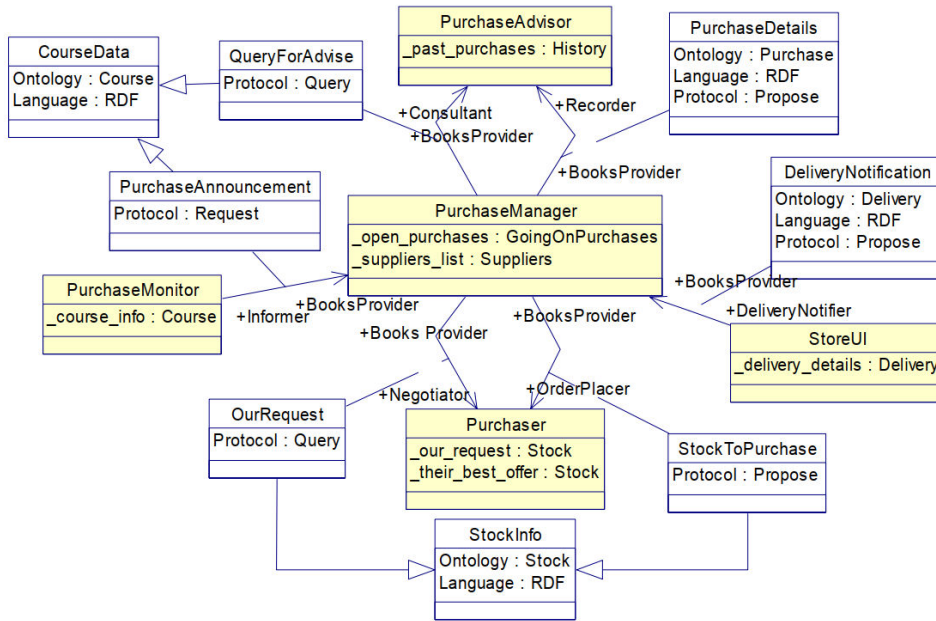 PurchaseAdvisor
_past_purchases : History
PurchaseDetails
Ontology : Purchase
Language : RDF
Protocol : Propose
CourseData
Ontology : Course
Language : RDF
QueryForAdvise
Protocol : Query
+Consultant
+BooksProvider
+Recorder
+BooksProvider
PurchaseAnnouncement
Protocol : Request
DeliveryNotification
Ontology : Delivery
Language : RDF
Protocol : Propose
PurchaseManager
_open_purchases : GoingOnPurchases
_suppliers_list : Suppliers
PurchaseMonitor
_course_info : Course
+Informer
+BooksProvider
+BooksProvider
+DeliveryNotifier
StoreUI
_delivery_details : Delivery
+Books Provider
+BooksProvider
+Negotiator
+OrderPlacer
OurRequest
Protocol : Query
Purchaser
_our_request : Stock
_their_best_offer : Stock
StockToPurchase
Protocol : Propose
StockInfo
Ontology : Stock
Language : RDF